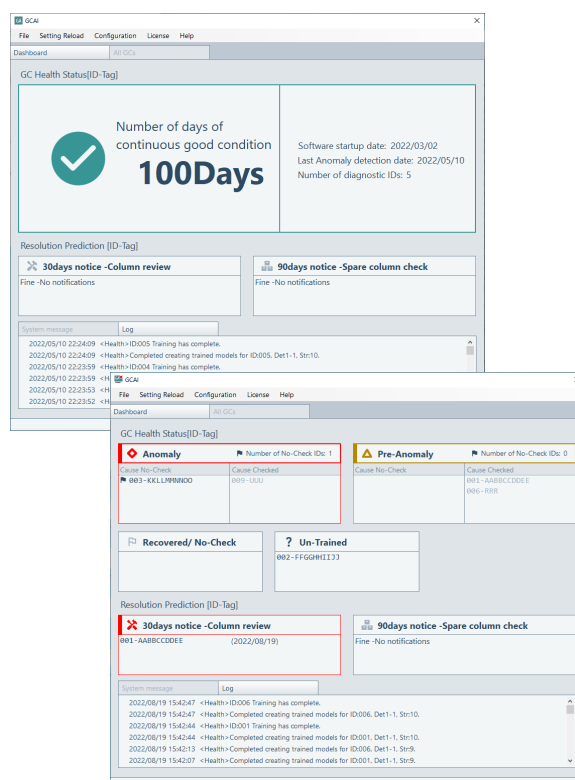 GCAI
File Setting Reload Configuration License Help
Dashboard All GCs
GC Health Status[ID-Tag]
Number of days of
continuous good condition
100Days
Software startup date: 2022/03/02
Last Anomaly detection date: 2022/05/10
Number of diagnostic IDs: 5
Resolution Prediction [ID-Tag]
30days notice -Column review
Fine -No notifications
90days notice -Spare column check
Fine -No notifications
System message Log
2022/05/10 22:24:09 <Health>ID:005 Training has complete.
2022/05/10 22:24:09 <Health>Completed creating trained models for ID:005, Det1-1, Str:10.
2022/05/10 22:23:59 <Health>ID:004 Training has complete.
2022/05/10 22:23:59 <H
2022/05/10 22:23:53 <H
2022/05/10 22:23:52 <H
GCAI
File Setting Reload Configuration License Help
Dashboard All GCs
GC Health Status[ID-Tag]
Anomaly Number of No-Check IDs: 1
Cause No-Check Cause Checked
003-KKLLMMNNOO 009-UUU
Pre-Anomaly Number of No-Check IDs: 0
Cause No-Check Cause Checked
001-AABBCCDDEE
006-RRR
Recovered/ No-Check
? Un-Trained
002-FFGGHHIIJJ
Resolution Prediction [ID-Tag]
30days notice -Column review
001-AABBCCDDEE (2022/08/19)
90days notice -Spare column check
Fine -No notifications
System message Log
2022/08/19 15:42:47 <Health>ID:006 Training has complete.
2022/08/19 15:42:47 <Health>Completed creating trained models for ID:006, Det1-1, Str:10.
2022/08/19 15:42:44 <Health>ID:001 Training has complete.
2022/08/19 15:42:44 <Health>Completed creating trained models for ID:001, Det1-1, Str:10.
2022/08/19 15:42:13 <Health>Completed creating trained models for ID:006, Det1-1, Str:9.
2022/08/19 15:42:07 <Health>Completed creating trained models for ID:001, Det1-1, Str:9.